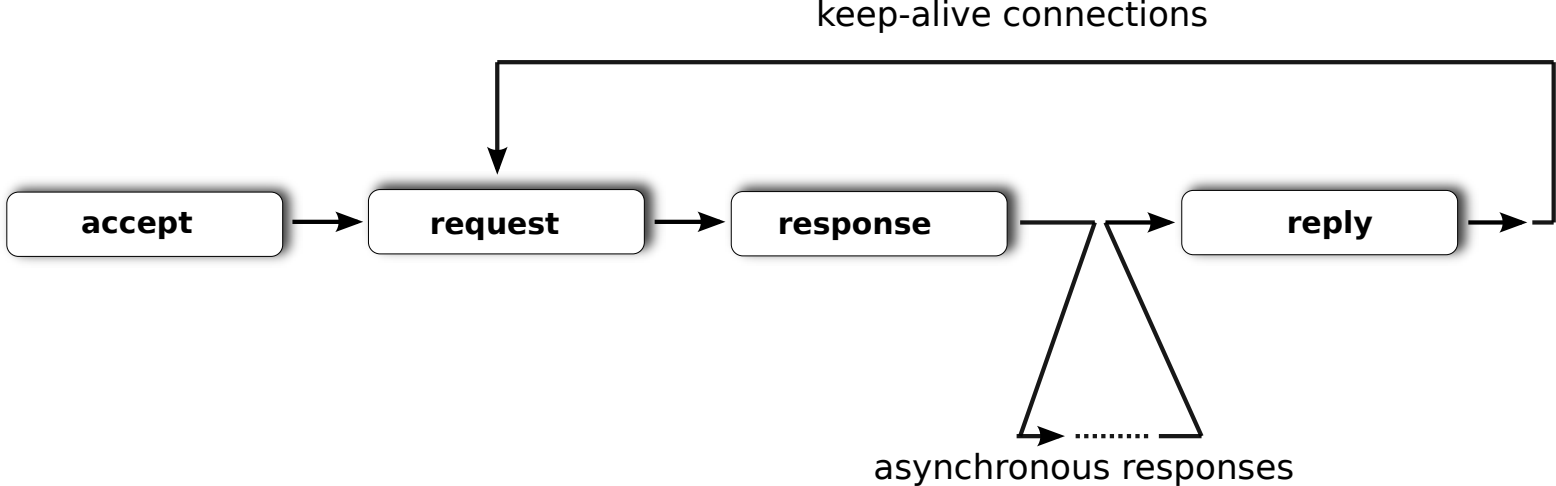 keep-alive connections
accept
request
response
reply
asynchronous responses